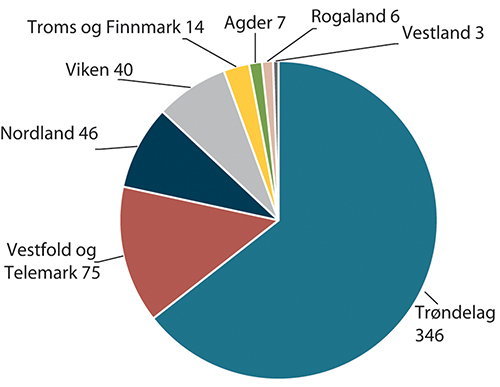 Troms og Finnmark 14
Agder 7
Rogaland 6
Vestland 3
Viken 40
Nordland 46
Vestfold og
Telemark 75
Trøndelag
346